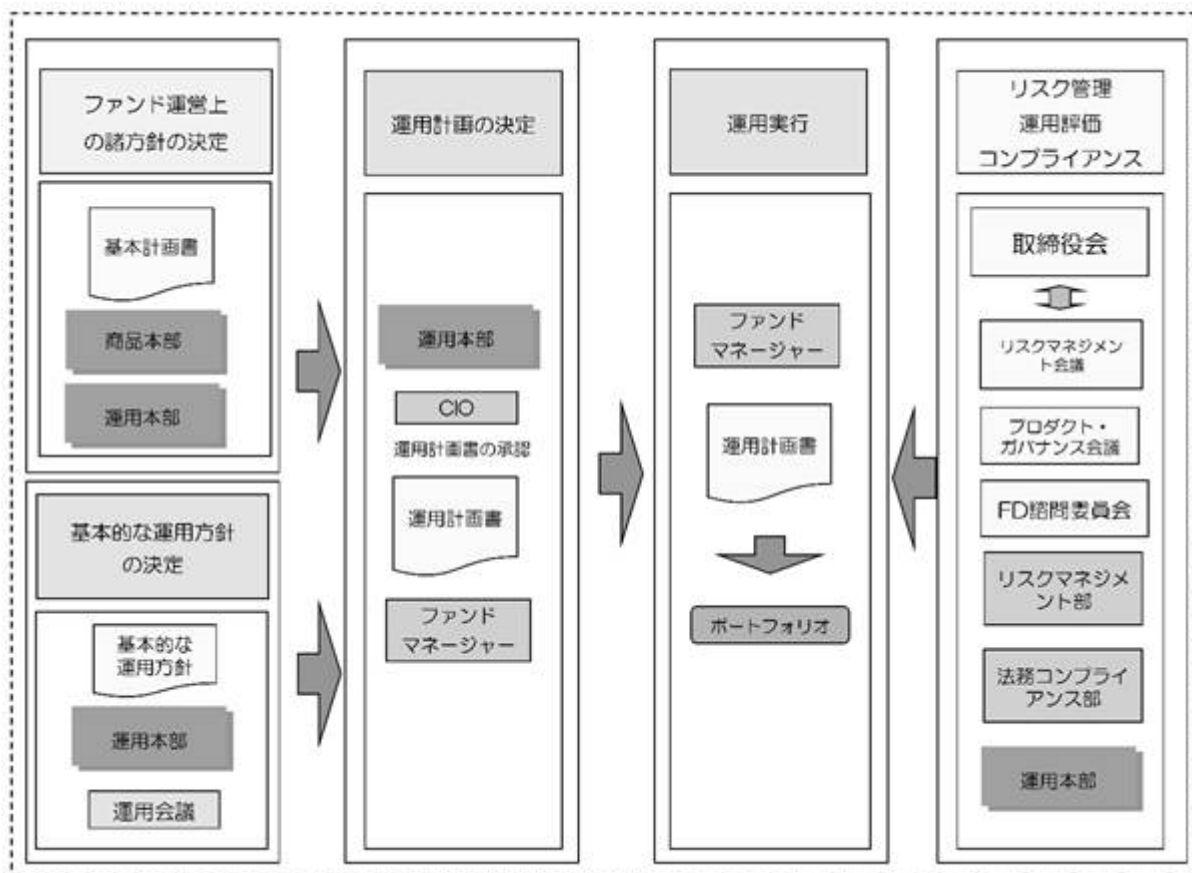 ファンド運営上
の諸方針の決定
基本計画書
商品本部
運用本部
基本的な運用方針
の決定
基本的な
運用方針
運用本部
運用会議
運用計画の決定
運用本部
CIO
運用計画書の承認
運用計画書
ファンド
マネージャー
運用実行
ファンド
マネージャー
運用計画書
ポートフォリオ
リスク管理
運用評価
コンプライアンス
取締役会
リスクマネジメン
ト会議
プロダクト・
ガバナンス会議
FD諮問委員会
リスクマネジメ
ント部
法務コンプライ
アンス部
運用本部